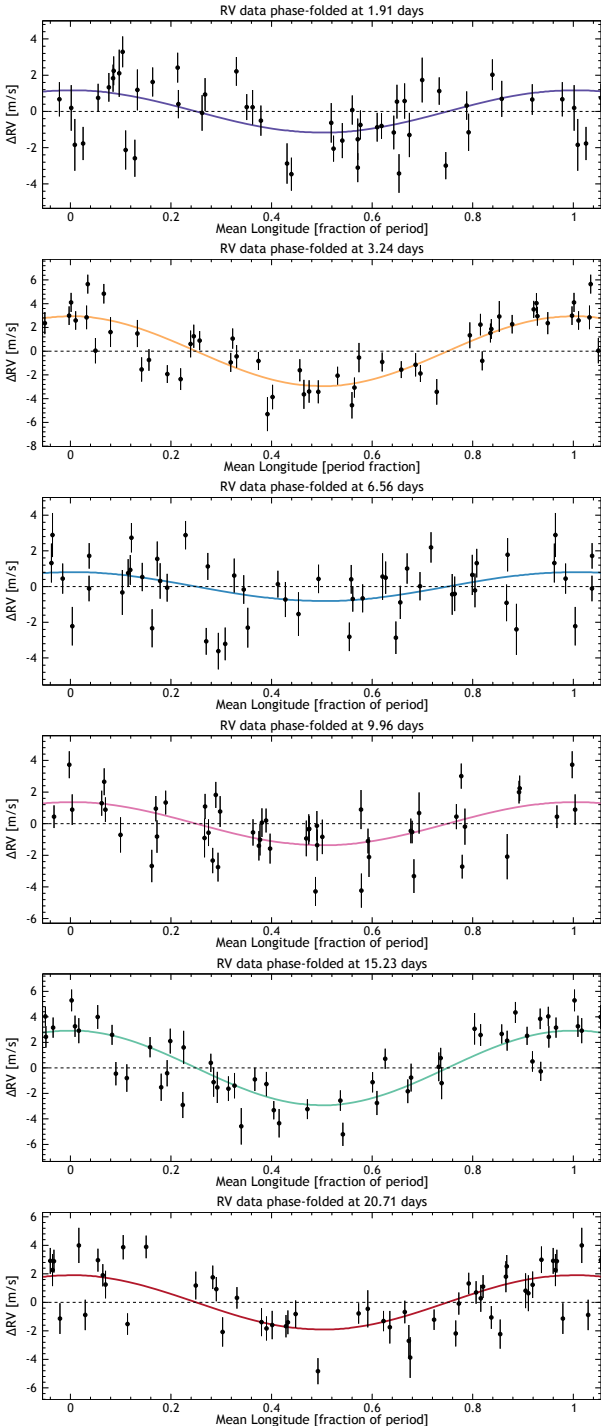 RV data phase-folded at 1.91 days
ΔRV [m/s]
4
2
0
-2
-4
0 0.2 0.4 0.6 0.8 1
Mean Longitude [fraction of period]
RV data phase-folded at 3.24 days
ΔRV [m/s]
6
4
2
0
-2
-4
-6
-8
0 0.2 0.4 0.6 0.8 1
Mean Longitude [period fraction]
RV data phase-folded at 6.56 days
ΔRV [m/s]
4
2
0
-2
-4
0 0.2 0.4 0.6 0.8 1
Mean Longitude [fraction of period]
RV data phase-folded at 9.96 days
ΔRV [m/s]
4
2
0
-2
-4
-6
0 0.2 0.4 0.6 0.8 1
Mean Longitude [fraction of period]
RV data phase-folded at 15.23 days
ΔRV [m/s]
6
4
2
0
-2
-4
-6
0 0.2 0.4 0.6 0.8 1
Mean Longitude [fraction of period]
RV data phase-folded at 20.71 days
ΔRV [m/s]
6
4
2
0
-2
-4
-6
0 0.2 0.4 0.6 0.8 1
Mean Longitude [fraction of period]